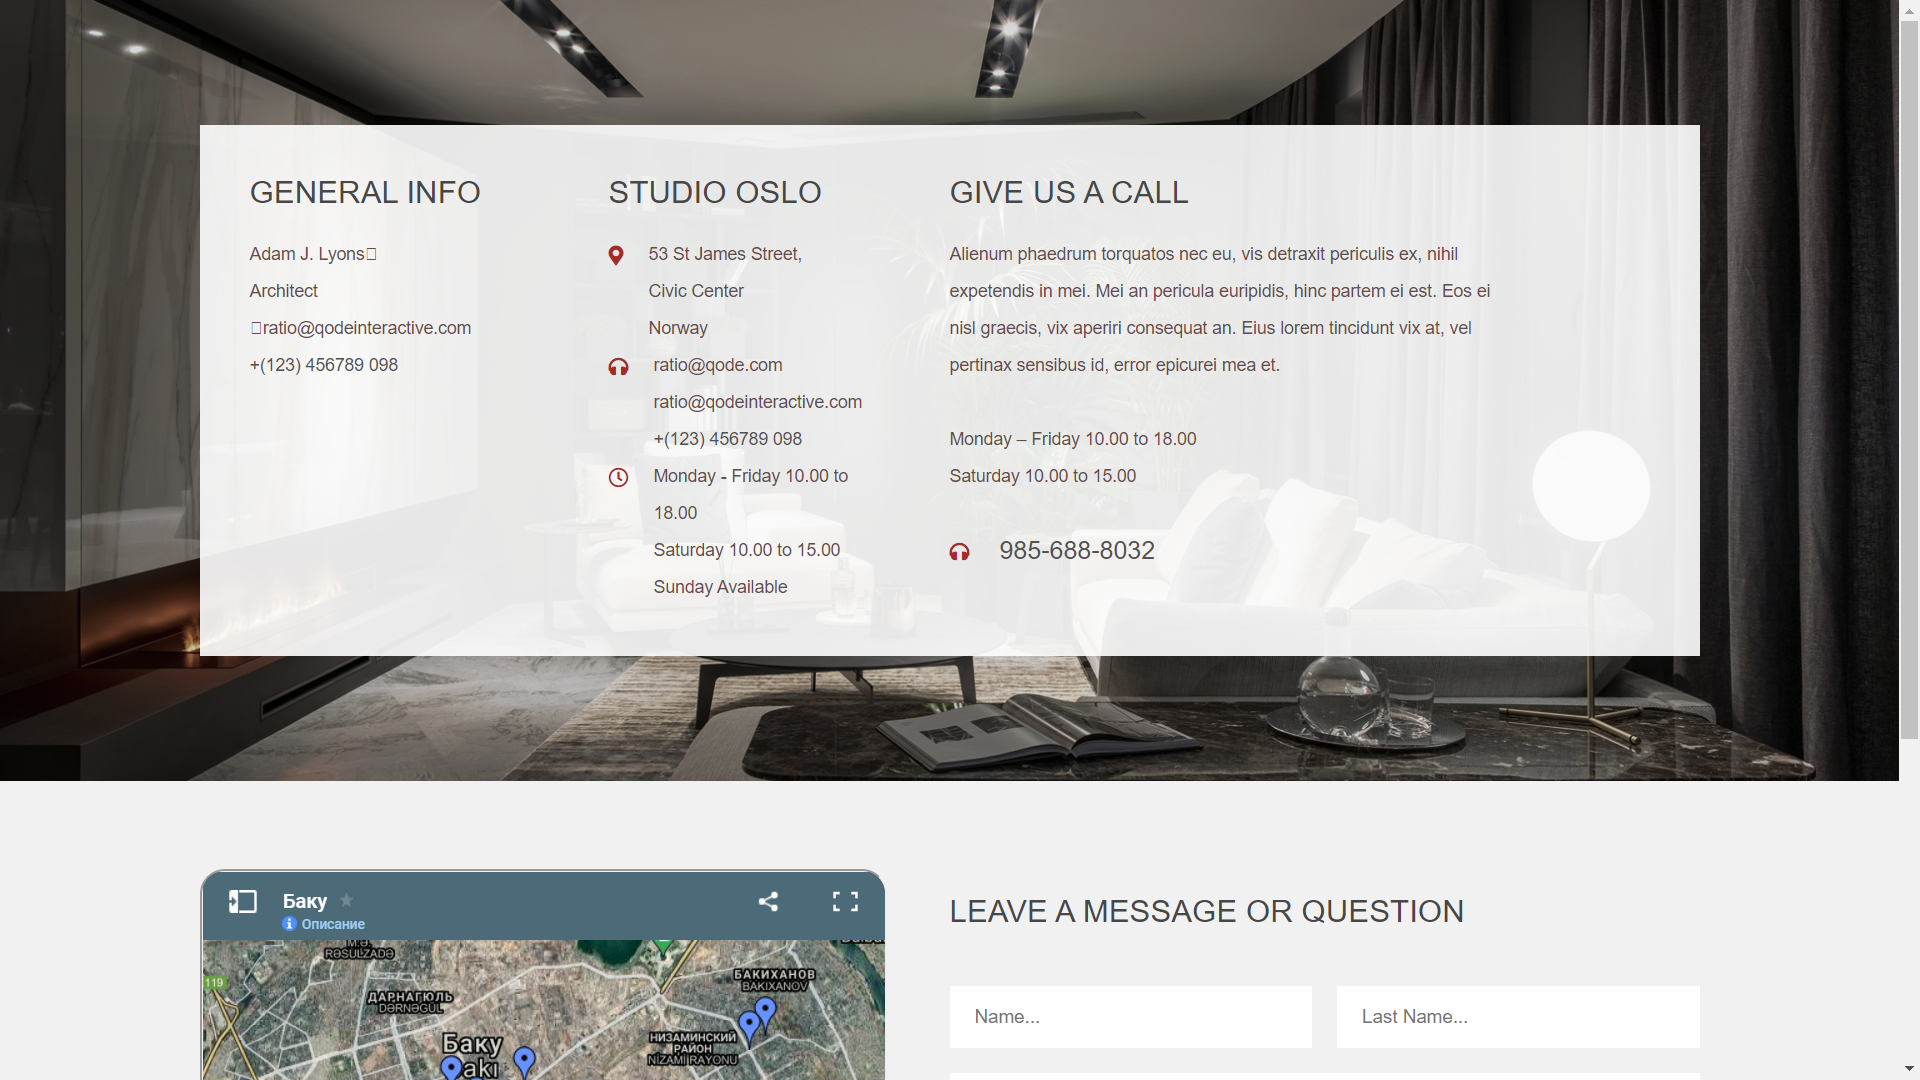 GENERAL INFO
Adam J. Lyons
Architect
ratio@qodeinteractive.com
+(123) 456789 098
STUDIO OSLO
53 St James Street,
Civic Center
Norway
ratio@qode.com
ratio@qodeinteractive.com
+(123) 456789 098
Monday - Friday 10.00 to
18.00
Saturday 10.00 to 15.00
Sunday Available
GIVE US A CALL
Alienum phaedrum torquatos nec eu, vis detraxit periculis ex, nihil
expetendis in mei. Mei an pericula euripidis, hinc partem ei est. Eos ei
nisl graecis, vix aperiri consequat an. Eius lorem tincidunt vix at, vel
pertinax sensibus id, error epicurei mea et.
Monday – Friday 10.00 to 18.00
Saturday 10.00 to 15.00
985-688-8032
Баку
Описание
RƏSULZADƏ
119
ДАРНАГЮЛЬ
DƏRNƏGÜL
БАКИХАНОВ
BAKIXANOV
НИЗАМИНСКИЙ
РАЙОН
NİZAMİ RAYONU
Баку
LEAVE A MESSAGE OR QUESTION
Name...
Last Name...